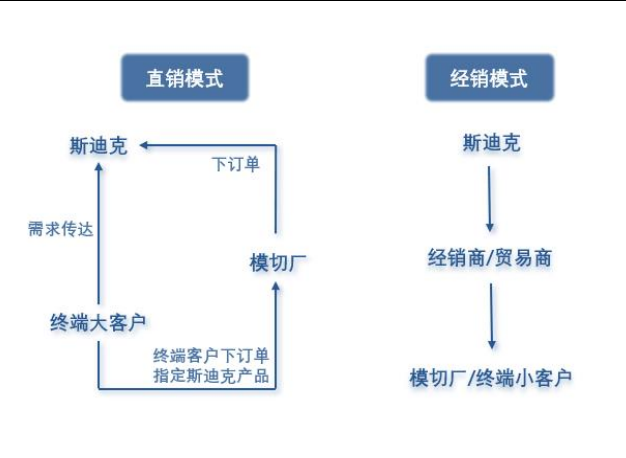 直销模式
斯迪克
下订单
需求传达
模切厂
终端大客户
终端客户下订单
指定斯迪克产品
经销模式
斯迪克
经销商/贸易商
模切厂/终端小客户